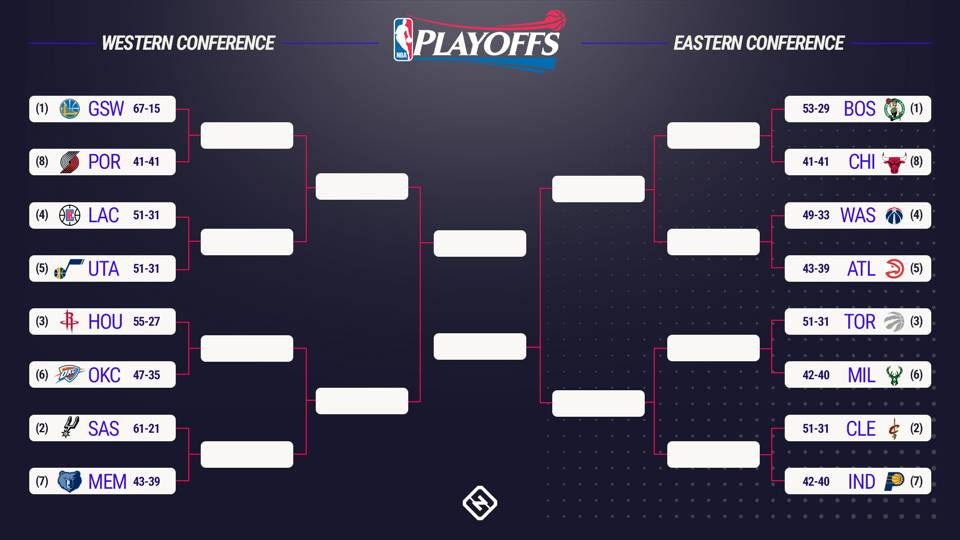 WESTERN CONFERENCE
NBA
PLAYOFFS
EASTERN CONFERENCE
(1) GSW 67-15
(8) POR 41-41
(4) LAC 51-31
(5) UTA 51-31
(3) HOU 55-27
(6) OKC 47-35
(2) SAS 61-21
(7) MEM 43-39
53-29 BOS (1)
41-41 CHI (8)
49-33 WAS (4)
43-39 ATL (5)
51-31 TOR (3)
42-40 MIL (6)
51-31 CLE (2)
42-40 IND (7)